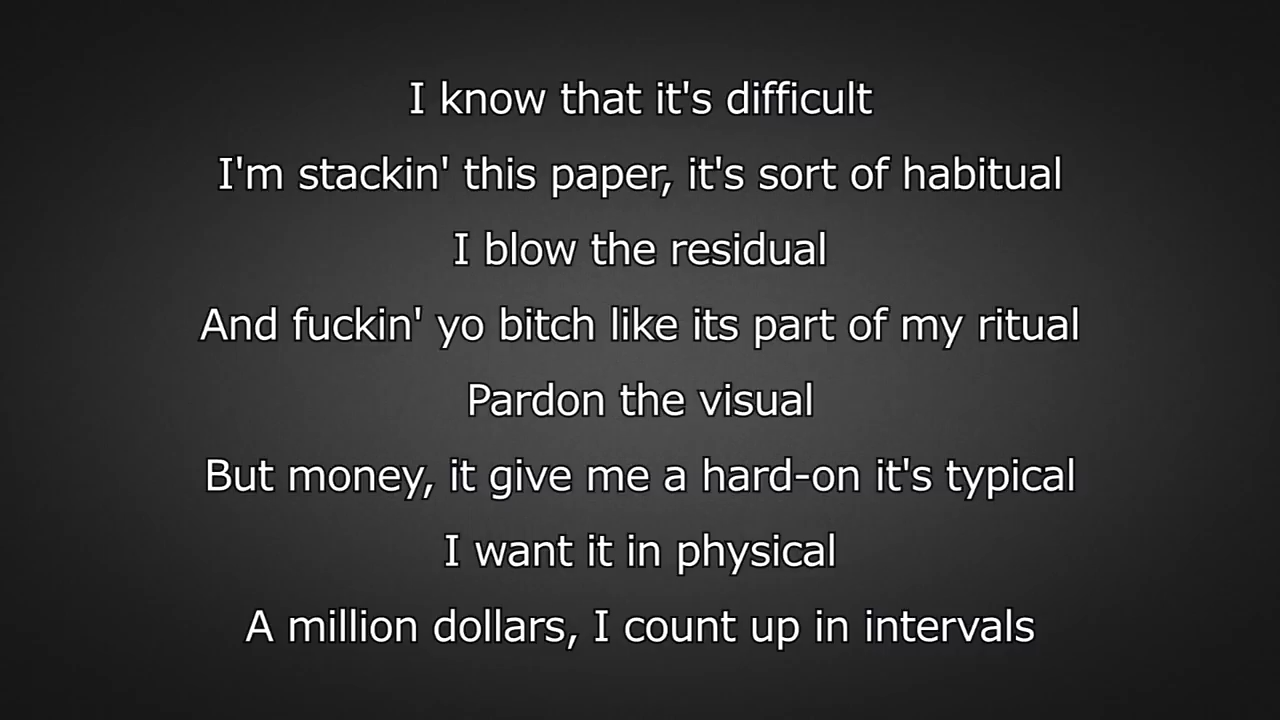 I know that it's difficult
I'm stackin' this paper, it's sort of habitual
I blow the residual
And fuckin' yo bitch like its part of my ritual
Pardon the visual
But money, it give me a hard-on it's typical
I want it in physical
A million dollars, I count up in intervals